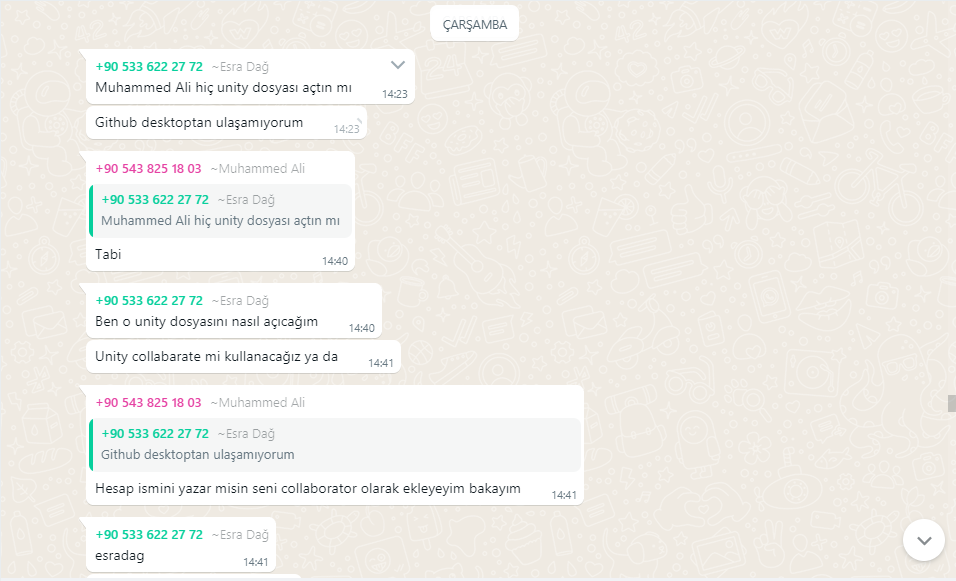 ÇARŞAMBA
+90 533 622 27 72 ~Esra Dağ
Muhammed Ali hiç unity dosyası açtın mı
14:23
Github desktoptan ulaşamıyorum
14:23
+90 543 825 18 03 ~Muhammed Ali
+90 533 622 27 72 ~Esra Dağ
Muhammed Ali hiç unity dosyası açtın mı
Tabi
14:40
+90 533 622 27 72 ~Esra Dağ
Ben o unity dosyasını nasıl açıcağım
14:40
Unity collabarate mi kullanacağız ya da
14:41
+90 543 825 18 03 ~Muhammed Ali
+90 533 622 27 72 ~Esra Dağ
Github desktoptan ulaşamıyorum
Hesap ismini yazar misin seni collaborator olarak ekleyeyim bakayım
14:41
+90 533 622 27 72 ~Esra Dağ
esradag
14:41